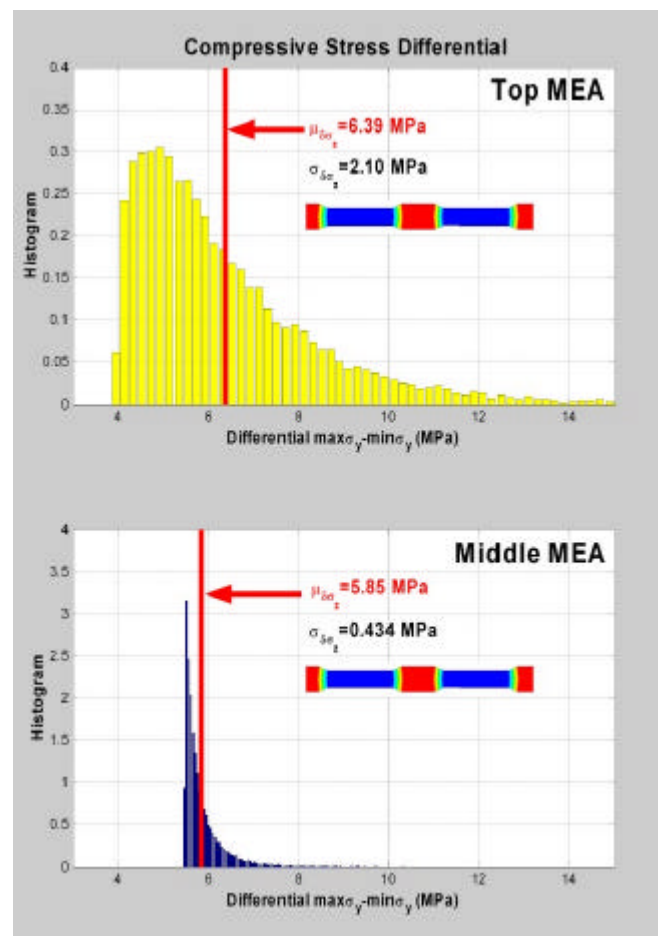 Compressive Stress Differential
Top MEA
0.4
0.35
0.3
0.25
0.2
0.15
0.1
0.05
0
Histogram
μδσz=6.39 MPa
σδσz=2.10 MPa
4 6 8 10 12 14
Differential maxσy-minσy (MPa)
Middle MEA
4
3.5
3
2.5
2
1.5
1
0.5
0
Histogram
μδσz=5.85 MPa
σδσz=0.434 MPa
4 6 8 10 12 14
Differential maxσy-minσy (MPa)